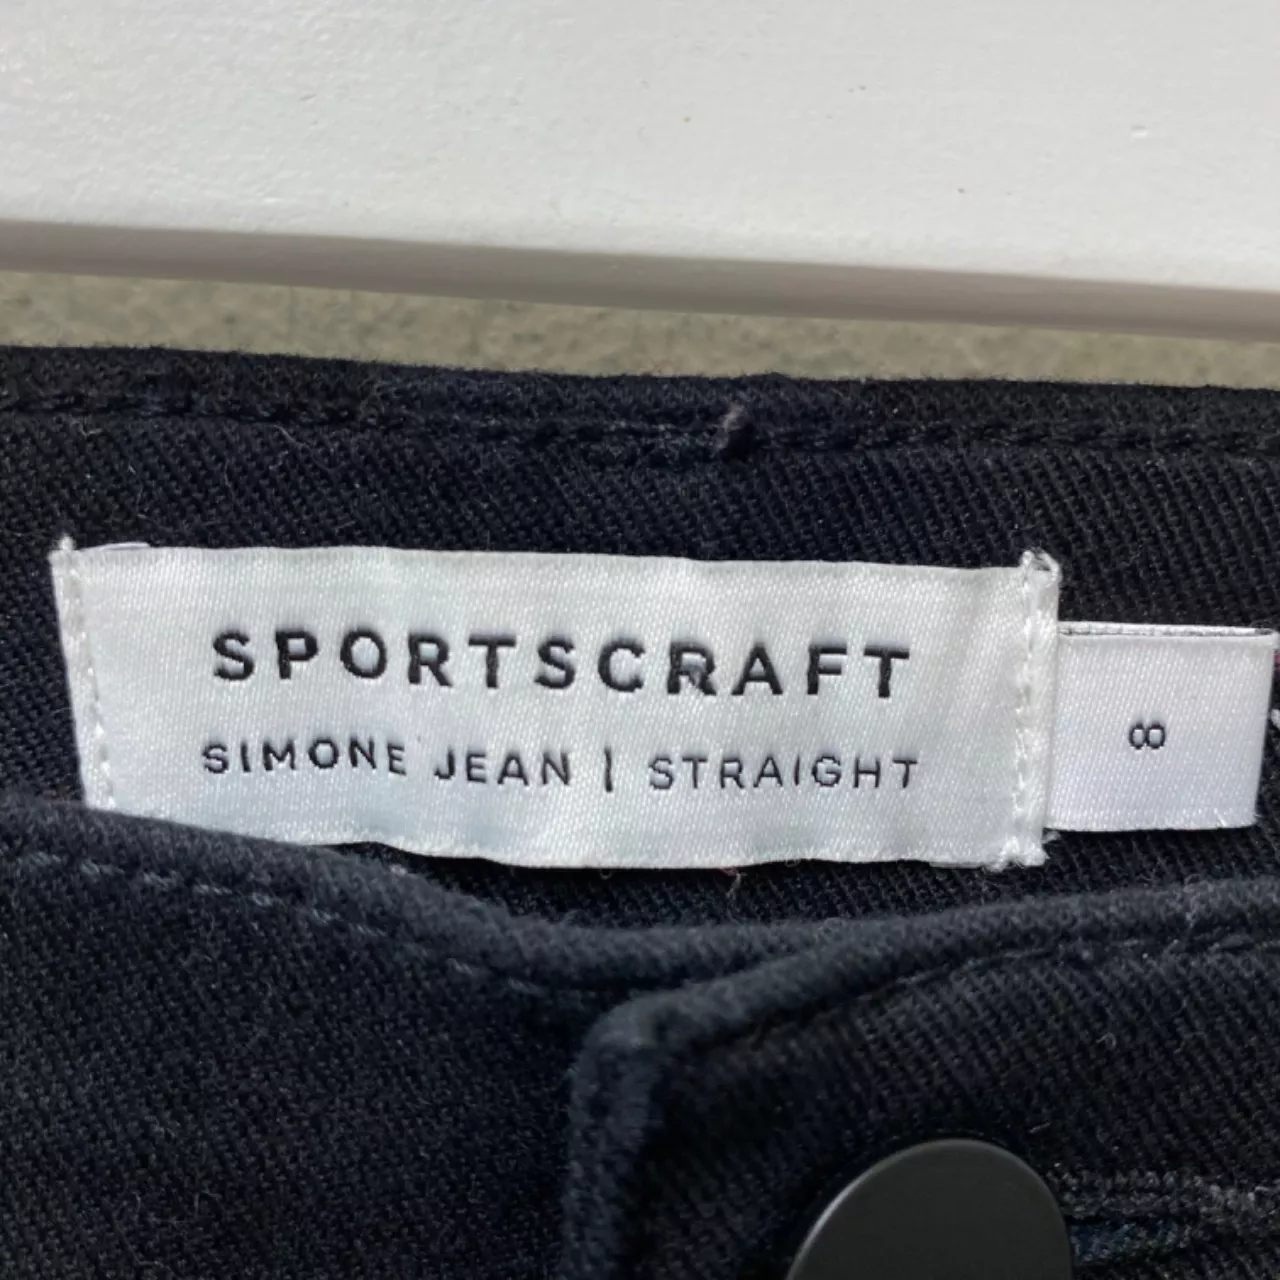 SPORTSCRAFT
SIMONE JEAN | STRAIGHT
8